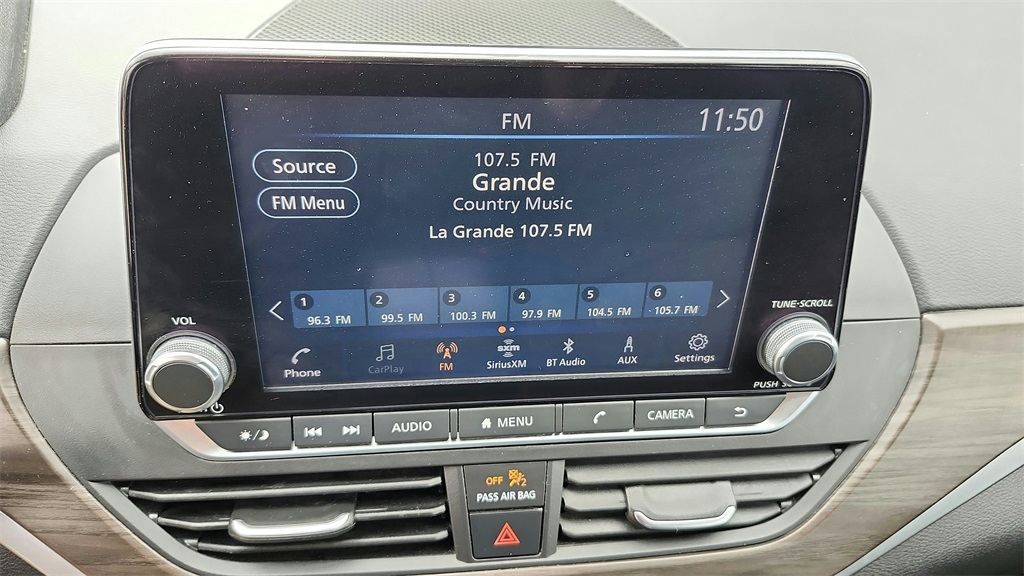 FM
11:50
Source
107.5 FM
Grande
FM Menu
Country Music
La Grande 107.5 FM
1 2 3 4 5 6
96.3 FM 99.5 FM 100.3 FM 97.9 FM 104.5 FM 105.7 FM
VOL
TUNE·SCROLL
sxm
Phone CarPlay FM SiriusXM BT Audio AUX Settings
PUSH
AUDIO MENU CAMERA
OFF 2
PASS AIR BAG